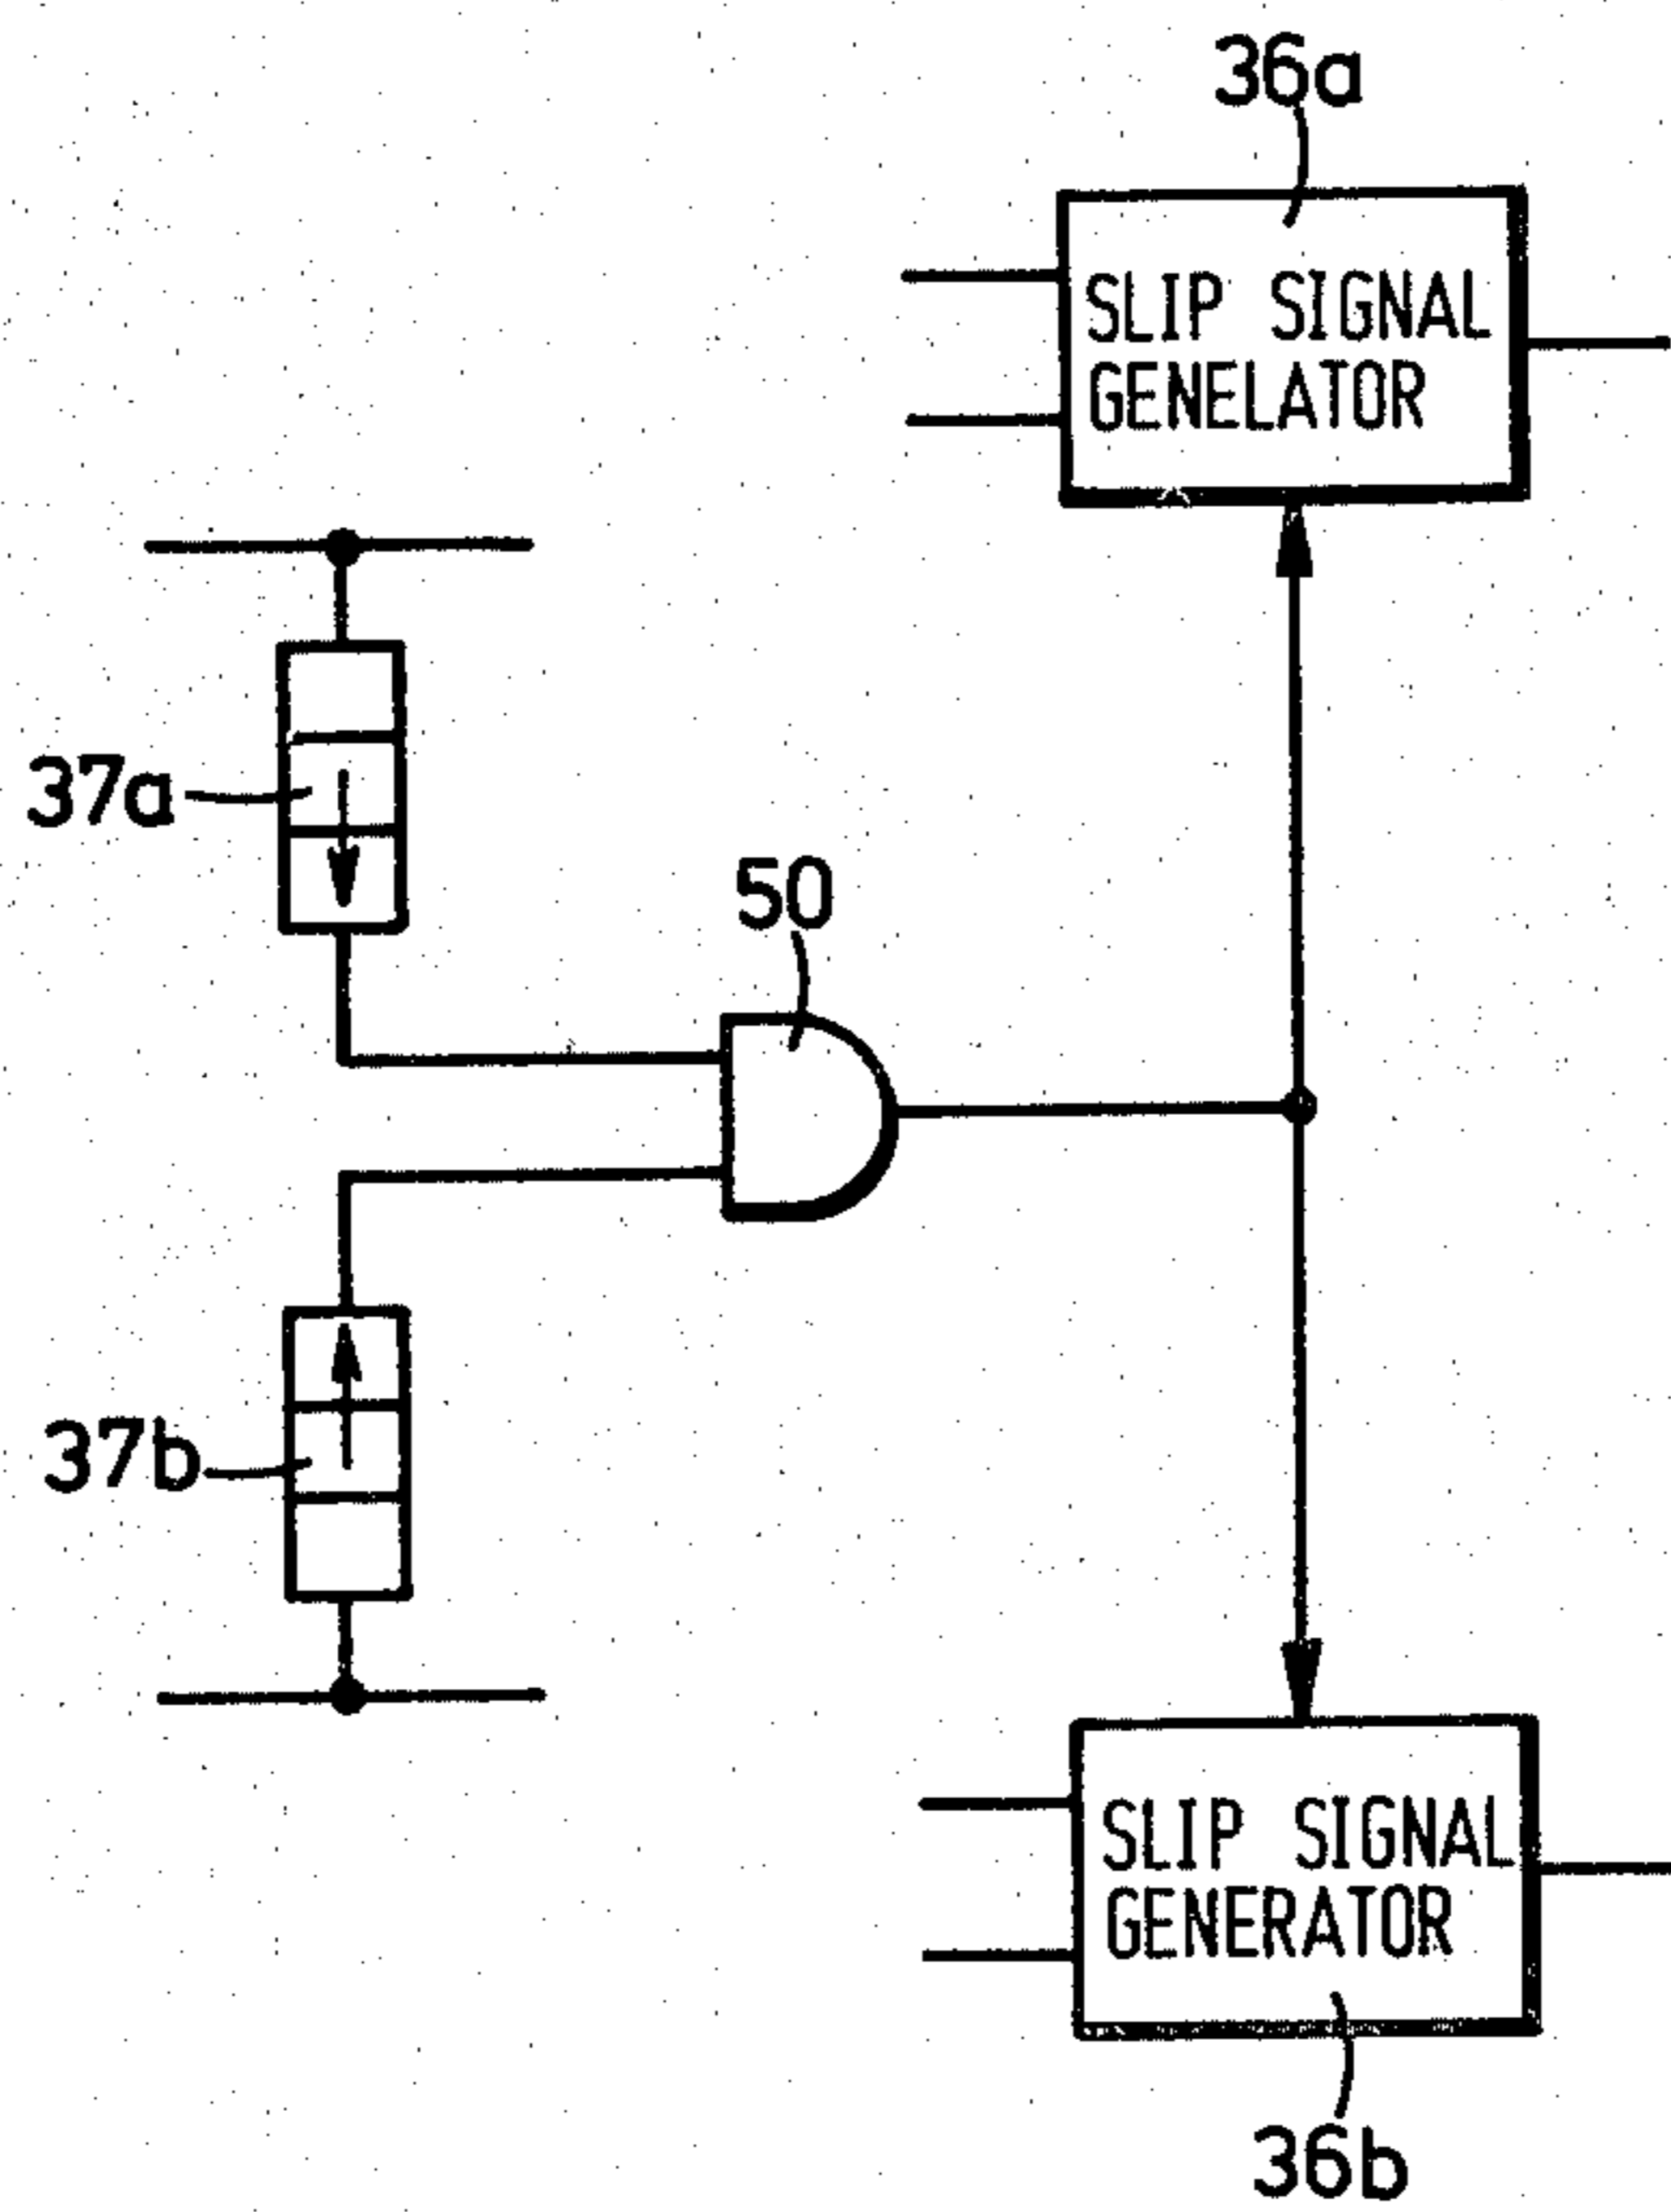 36a
SLIP SIGNAL
GENELATOR
37a
50
37b
SLIP SIGNAL
GENERATOR
36b